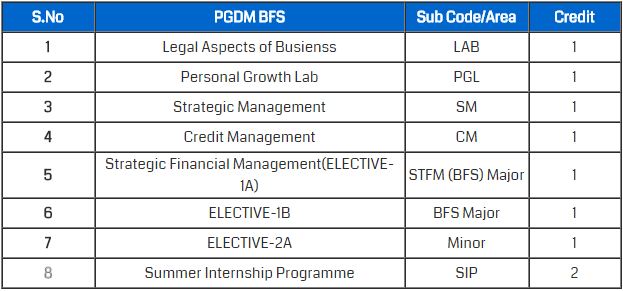 S.No PGDM BFS Sub Code/Area Credit
1 Legal Aspects of Busienss LAB 1
2 Personal Growth Lab PGL 1
3 Strategic Management SM 1
4 Credit Management CM 1
5 Strategic Financial Management(ELECTIVE-
1A) STFM (BFS) Major 1
6 ELECTIVE-1B BFS Major 1
7 ELECTIVE-2A Minor 1
8 Summer Internship Programme SIP 2